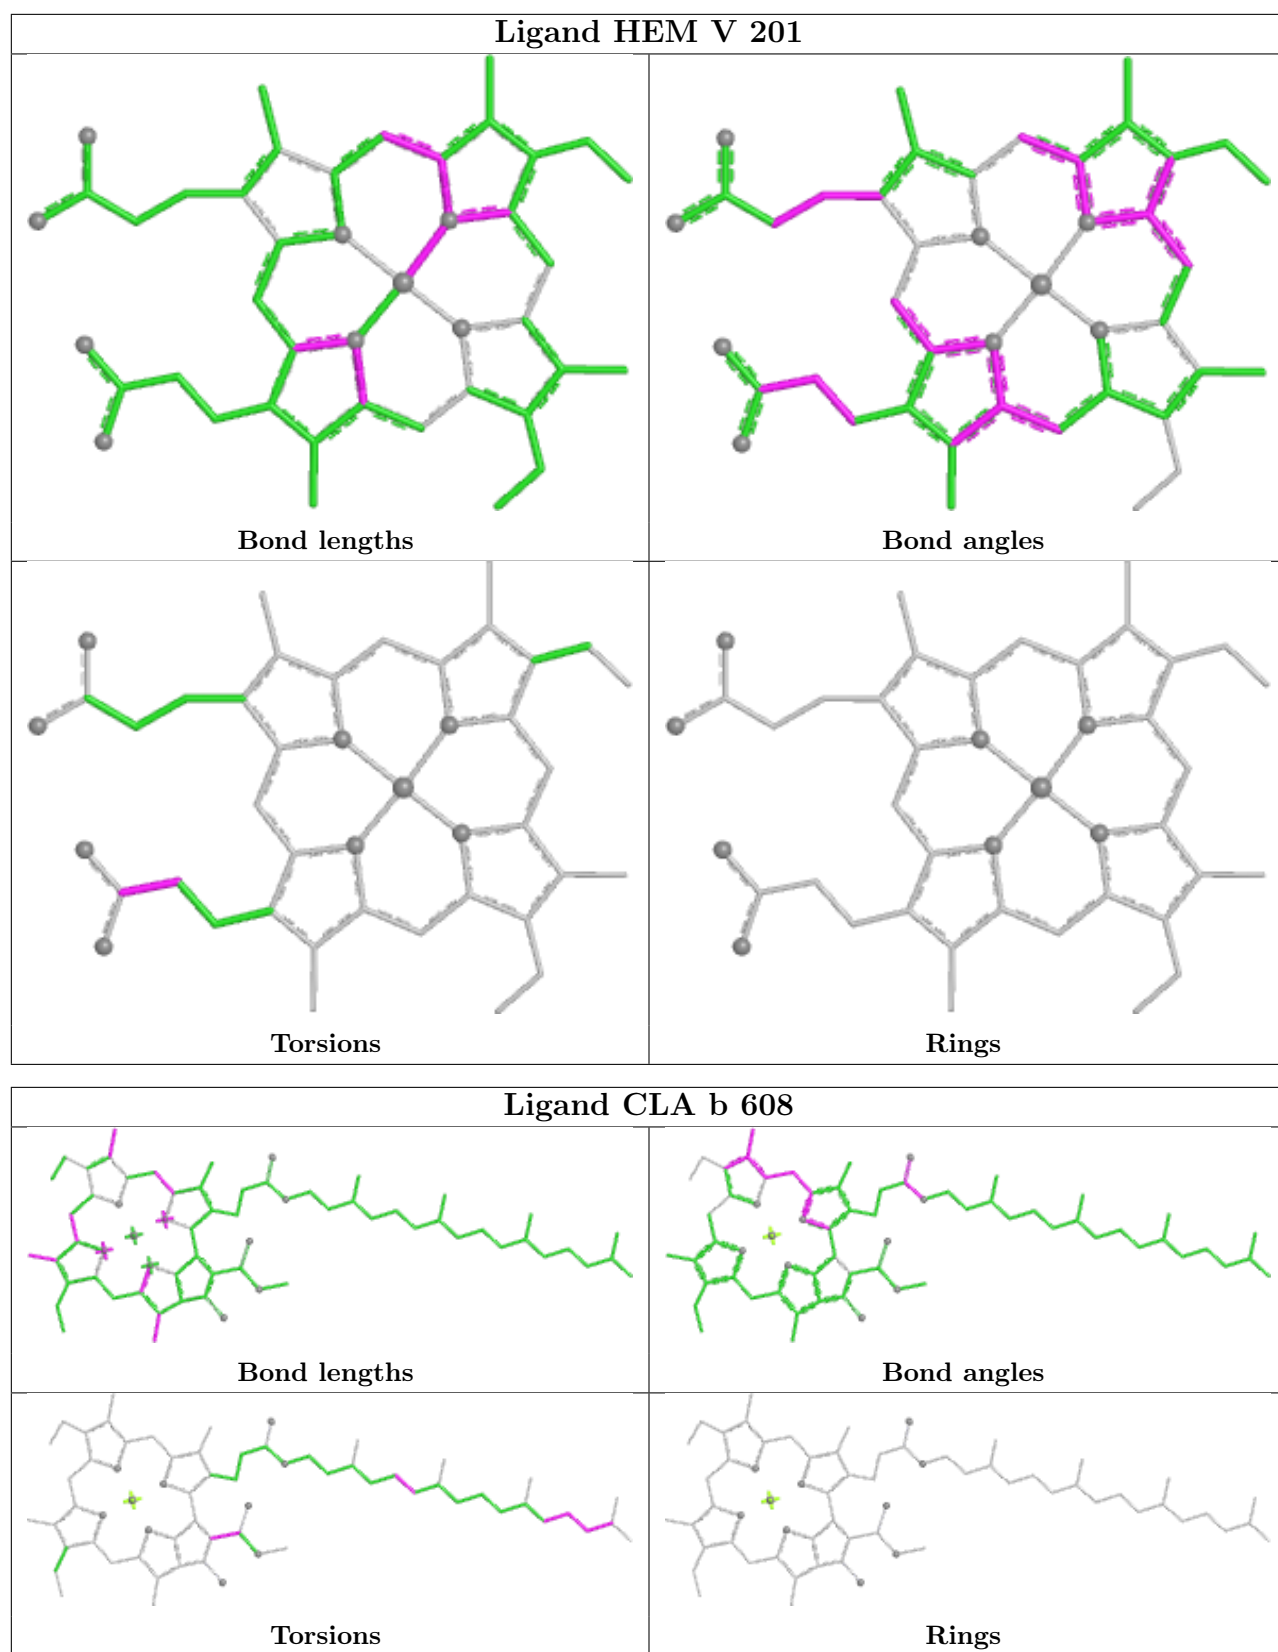 Ligand HEM V 201
Bond lengths
Bond angles
Torsions
Rings
Ligand CLA b 608
Bond lengths
Bond angles
Torsions
Rings